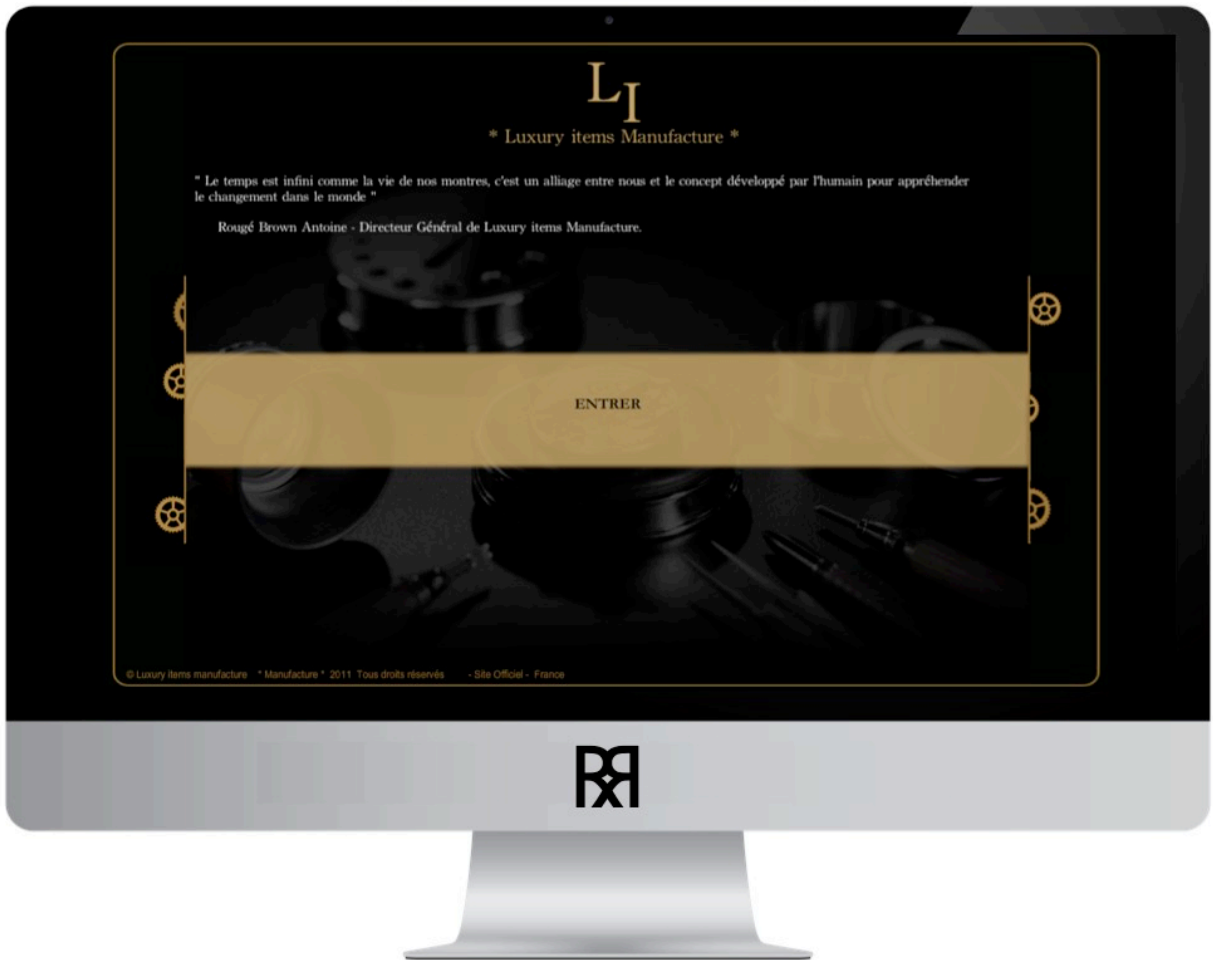 LI
* Luxury items Manufacture *
" Le temps est infini comme la vie de nos montres, c'est un alliage entre nous et le concept développé par l'humain pour appréhender
le changement dans le monde "
Rougé Brown Antoine - Directeur Général de Luxury items Manufacture.
ENTRER
© Luxury items manufacture " Manufacture " 2011 Tous droits réservés - Site Officiel - France